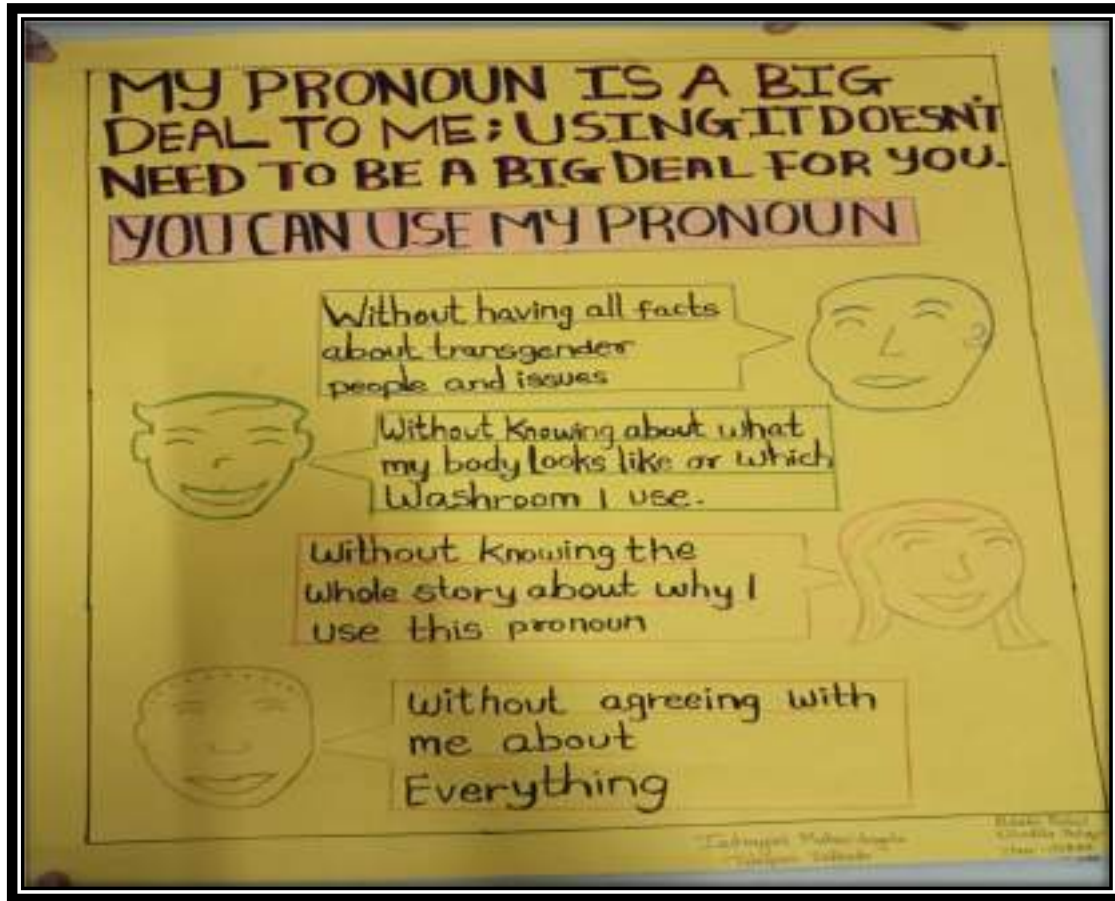 MY PRONOUN IS A BIG
DEAL TO ME; USING IT DOESN'T
NEED TO BE A BIG DEAL FOR YOU.
YOU CAN USE MY PRONOUN
Without having all facts
about transgender
people and issues
Without Knowing about what
my body looks like or which
Washroom I use.
Without knowing the
whole story about why I
use this pronoun
Without agreeing with
me about
Everything